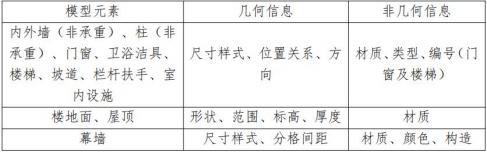 模型元素 几何信息 非几何信息
内外墙（非承重）、柱（非
承重）、门窗、卫浴洁具、
楼梯、坡道、栏杆扶手、室
内设施
尺寸样式、位置关系、方
向
材质、类型、编号（门
窗及楼梯）
楼地面、屋顶 形状、范围、标高、厚度 材质
幕墙 尺寸样式、分格间距 材质、颜色、构造